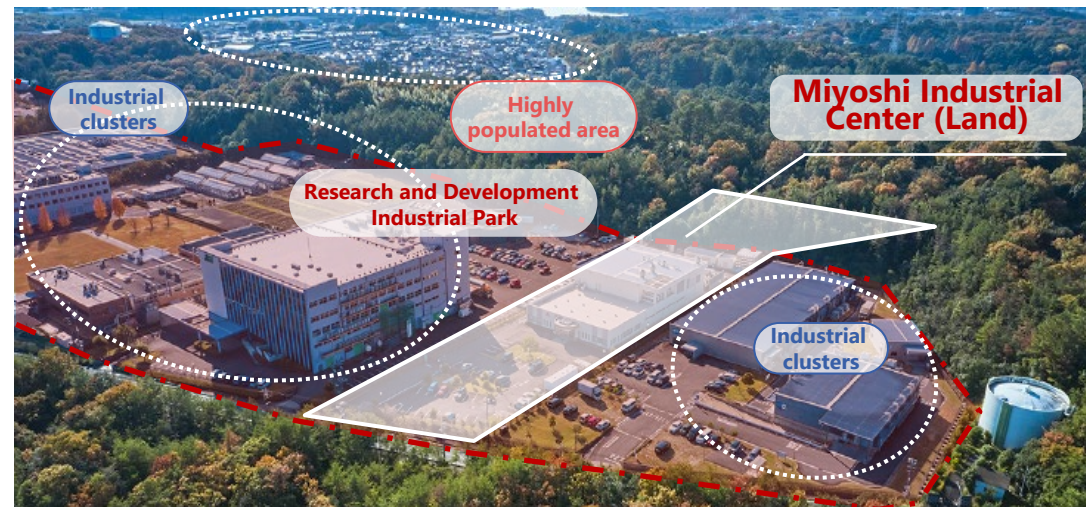 Industrial
clusters
Highly
populated area
Miyoshi Industrial
Center (Land)
Research and Development
Industrial Park
Industrial
clusters